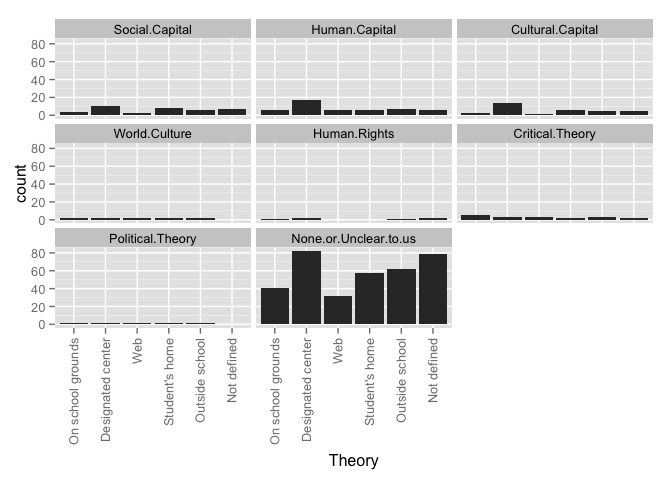 Social.Capital Human.Capital Cultural.Capital
80
60
40
20
0
World.Culture Human.Rights Critical.Theory
80
60
40
20
0
Political.Theory None.or.Unclear.to.us
80
60
40
20
0
count
On school grounds
Designated center
Web
Student's home
Outside school
Not defined
On school grounds
Designated center
Web
Student's home
Outside school
Not defined
Theory